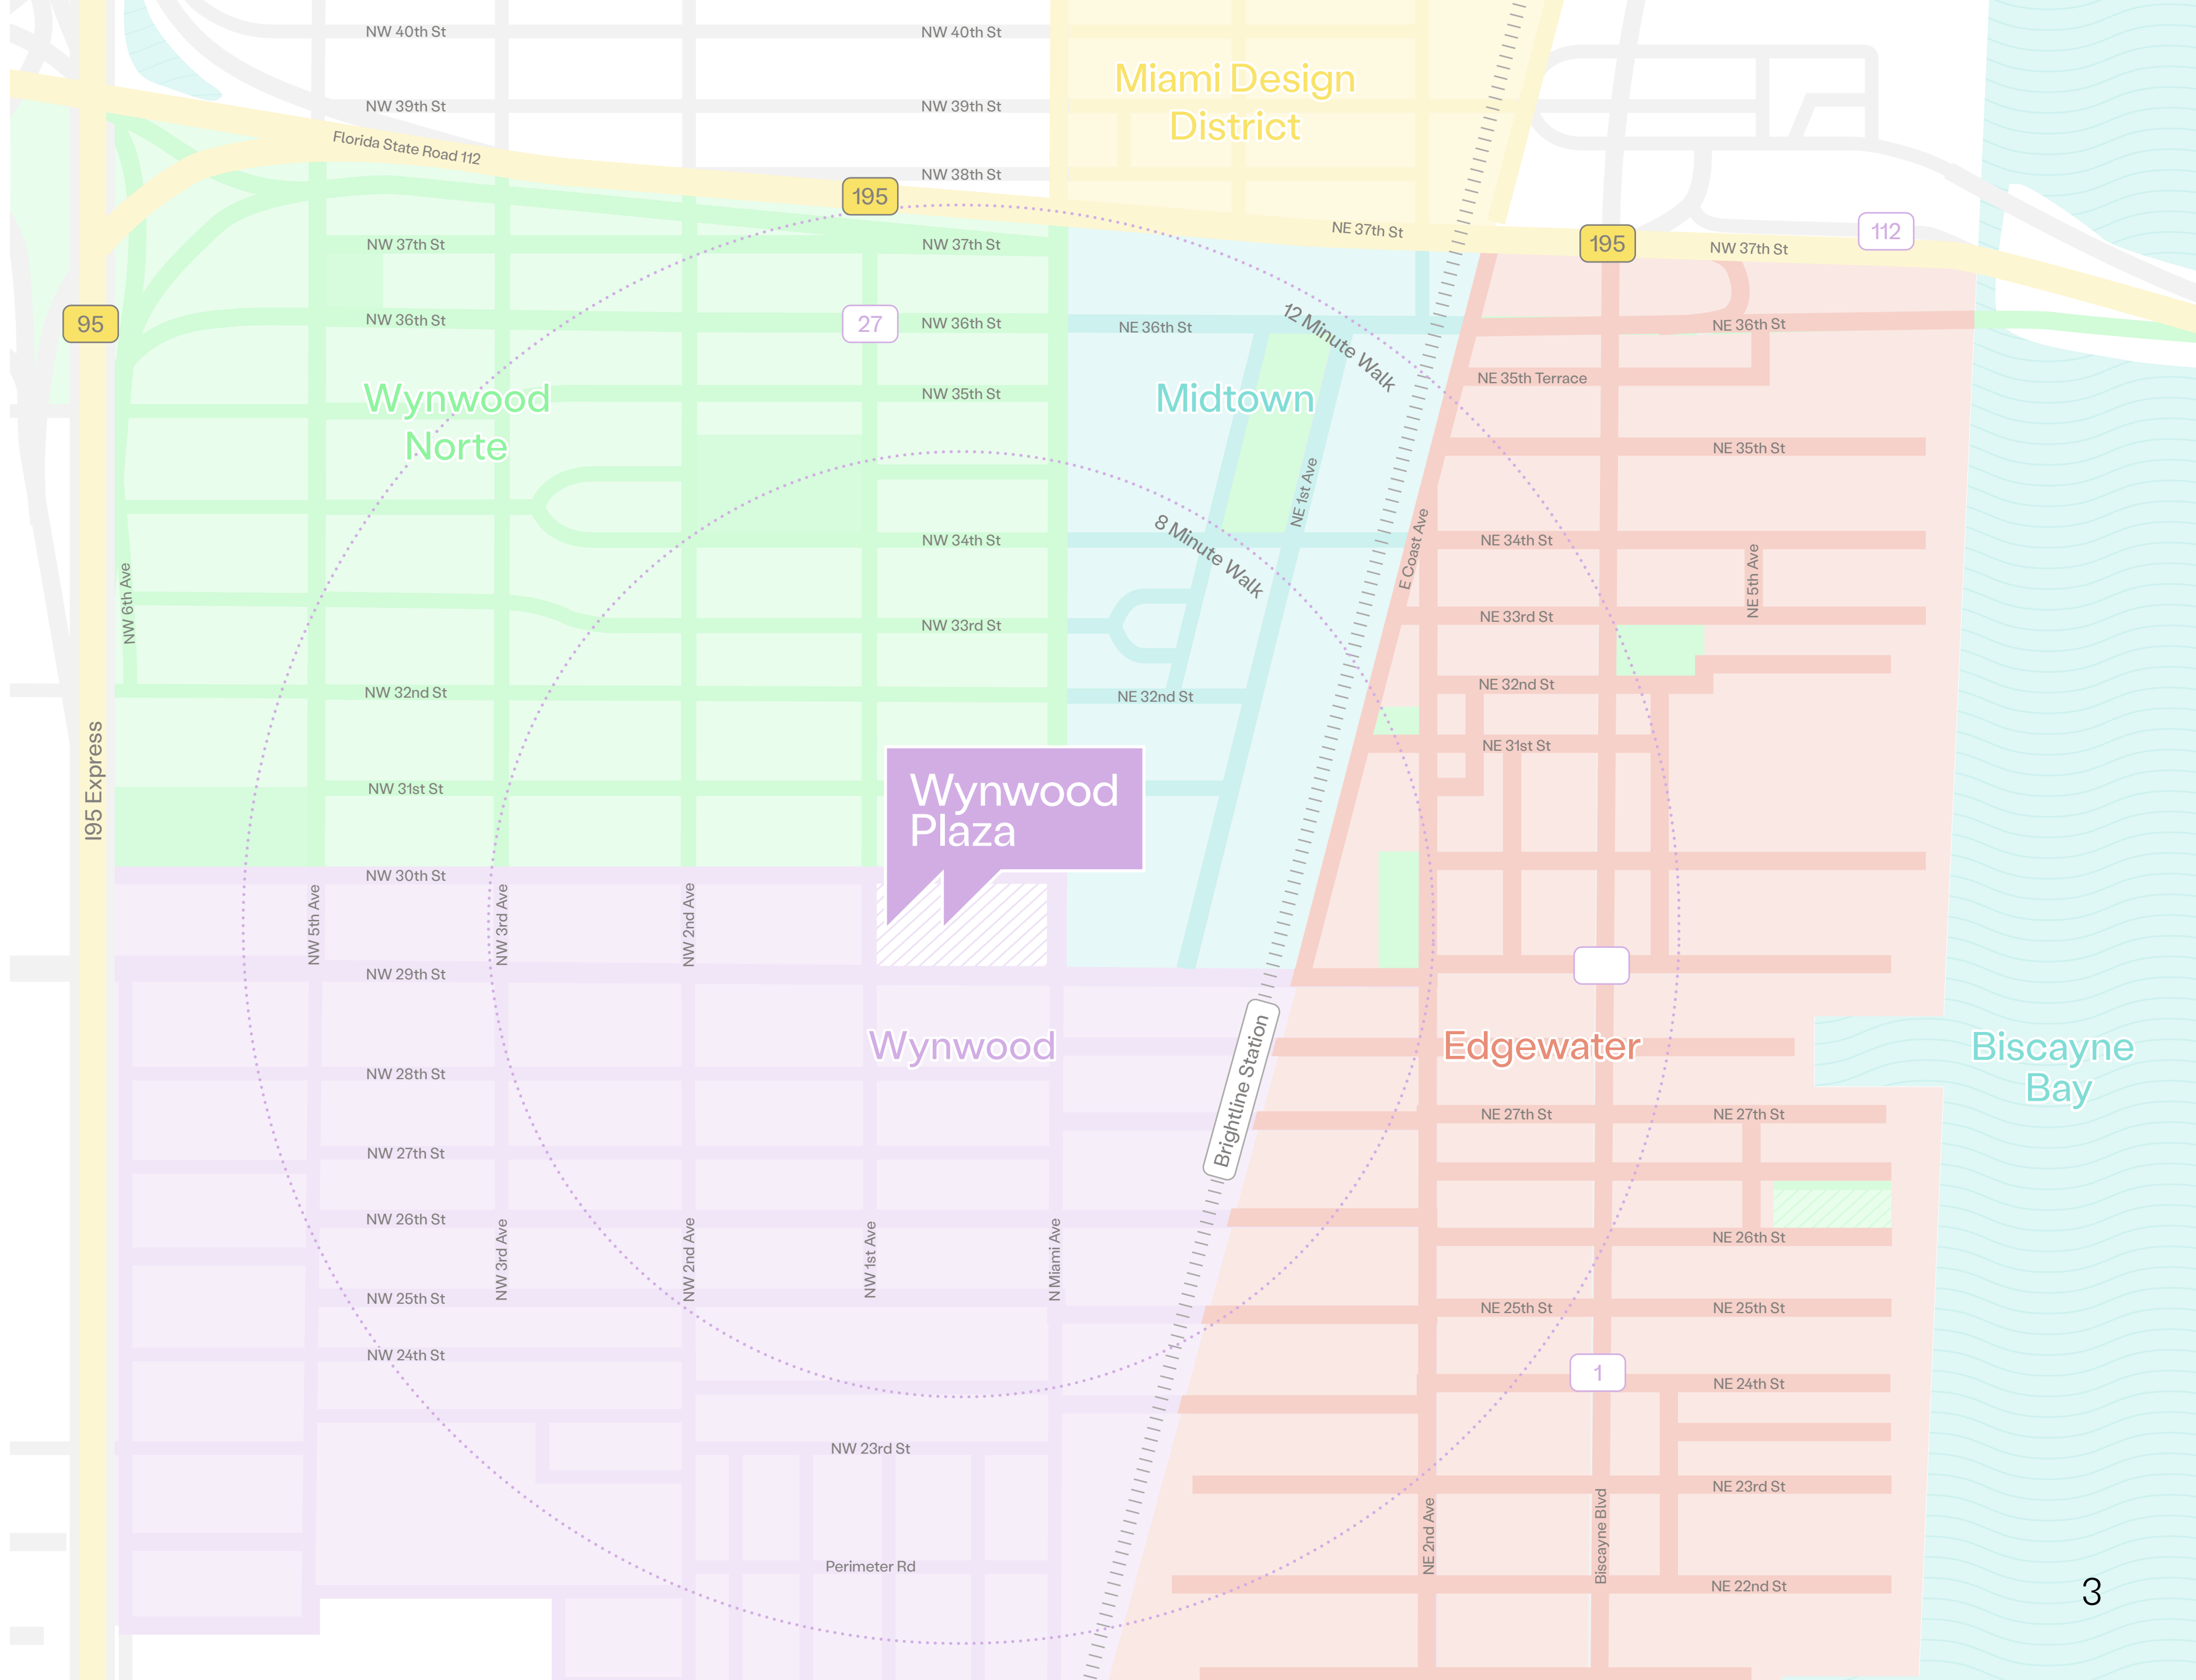 NW 40th St
NW 40th St
Miami Design
District
NW 39th St
NW 39th St
Florida State Road 112
NW 38th St
195
NE 37th St
195
NW 37th St
112
NW 37th St
NW 37th St
95
NW 36th St
27
NW 36th St
NE 36th St
12 Minute Walk
NE 36th St
NE 35th Terrace
Wynwood
Norte
NW 35th St
Midtown
NE 35th St
NE 1st Ave
8 Minute Walk
E Coast Ave
NW 34th St
NE 34th St
NE 5th Ave
NW 6th Ave
NW 33rd St
NE 33rd St
NW 32nd St
NE 32nd St
NE 32nd St
NE 31st St
I95 Express
NW 31st St
Wynwood
Plaza
NW 30th St
NW 5th Ave
NW 3rd Ave
NW 2nd Ave
NW 29th St
Wynwood
Brightline Station
Edgewater
Biscayne
Bay
NW 28th St
NE 27th St
NE 27th St
NW 27th St
NW 26th St
NE 26th St
NW 3rd Ave
NW 2nd Ave
NW 1st Ave
N Miami Ave
NW 25th St
NE 25th St
NE 25th St
NW 24th St
1
NE 24th St
NW 23rd St
NE 23rd St
NE 2nd Ave
Biscayne Blvd
Perimeter Rd
NE 22nd St
3